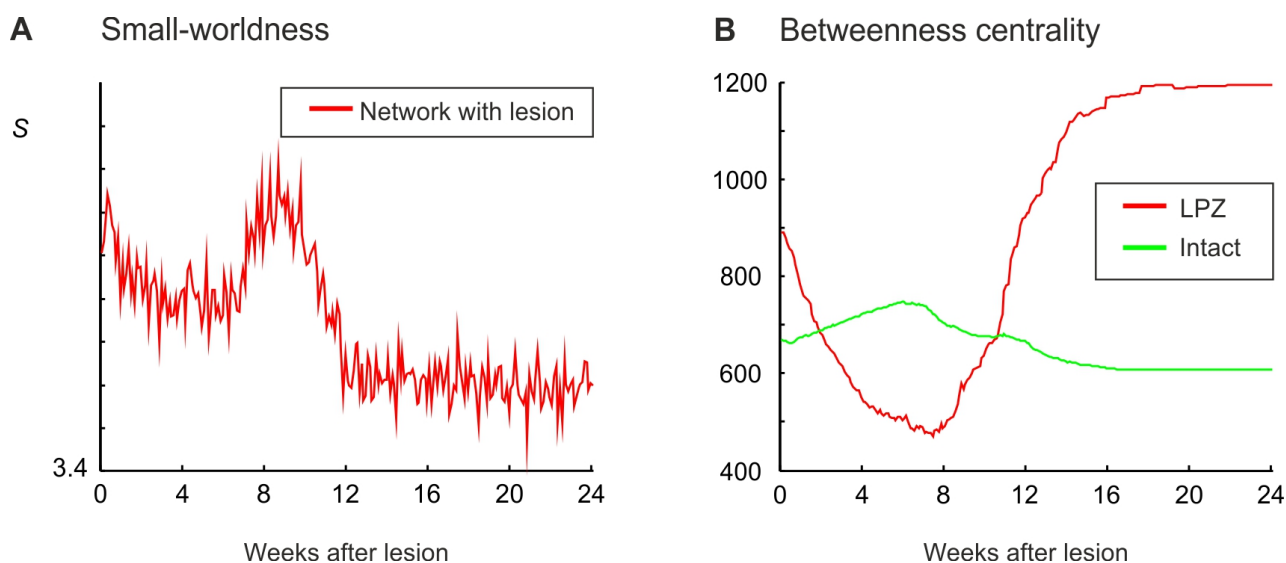 A Small-worldness
S
Network with lesion
3.4
0 4 8 12 16 20 24
Weeks after lesion
B Betweenness centrality
1200
1000
800
600
400
LPZ
Intact
0 4 8 12 16 20 24
Weeks after lesion